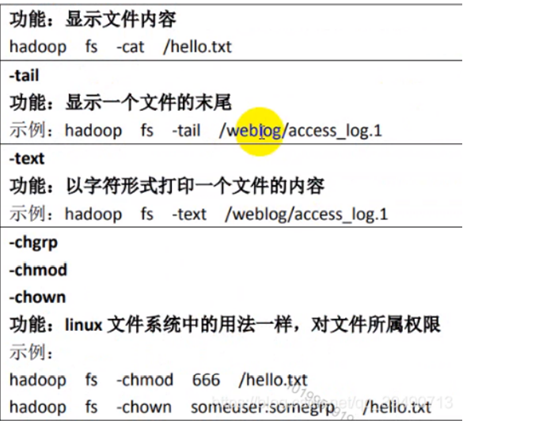 功能：显示文件内容
hadoop fs -cat /hello.txt
-tail
功能：显示一个文件的末尾
示例：hadoop fs -tail /weblog/access_log.1
-text
功能：以字符形式打印一个文件的内容
示例：hadoop fs -text /weblog/access_log.1
-chgrp
-chmod
-chown
功能：linux 文件系统中的用法一样，对文件所属权限
示例：
hadoop fs -chmod 666 /hello.txt
hadoop fs -chown someuser:somegrp /hello.txt